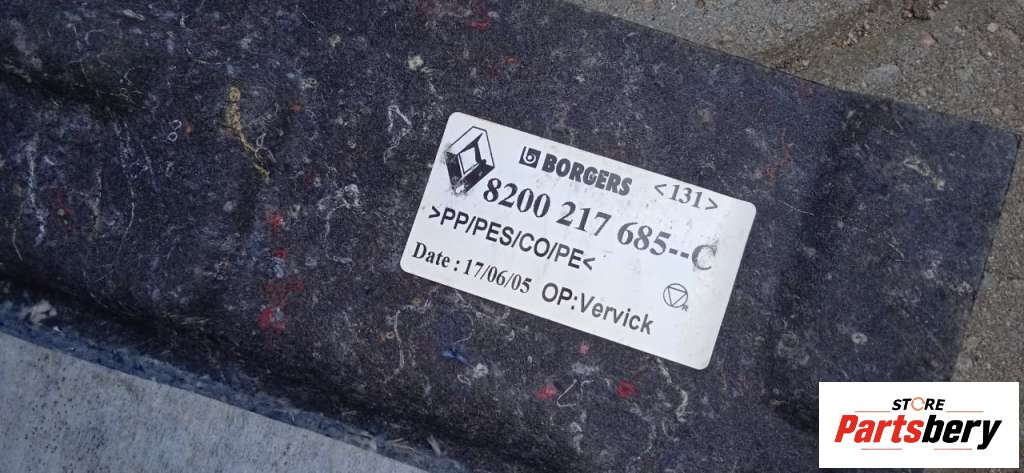 BORGERS <131>
8200 217 685--C
>PP/PES/CO/PE<
Date : 17/06/05 OP:Vervick
STORE
Partsbery